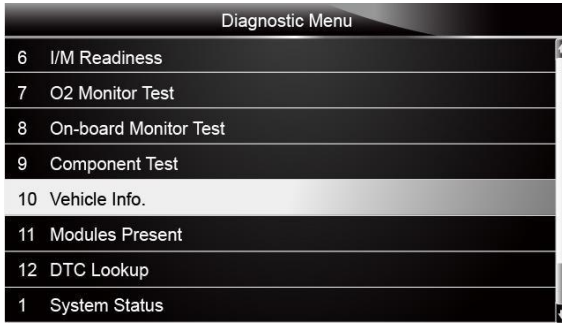 Diagnostic Menu
6 I/M Readiness
7 O2 Monitor Test
8 On-board Monitor Test
9 Component Test
10 Vehicle Info.
11 Modules Present
12 DTC Lookup
1 System Status